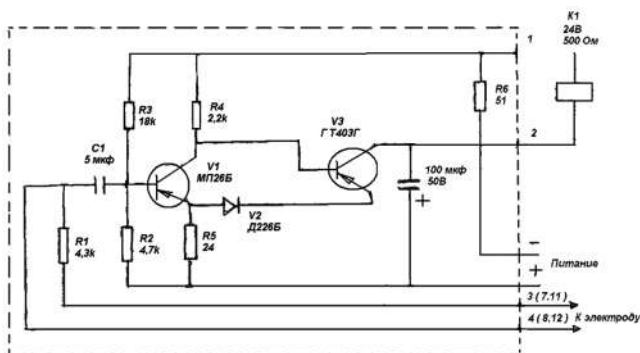 К1
24В
500 Ом
1
R3
18k
R4
2,2k
V3
ГТ403Г
R6
51
2
C1
5 мкф
V1
МП26Б
100 мкф
50В
+
V2
Д226Б
R1
4,3k
R2
4,7k
R5
24
−
Питание
+
3 (7.11)
4 (8.12) К электроду